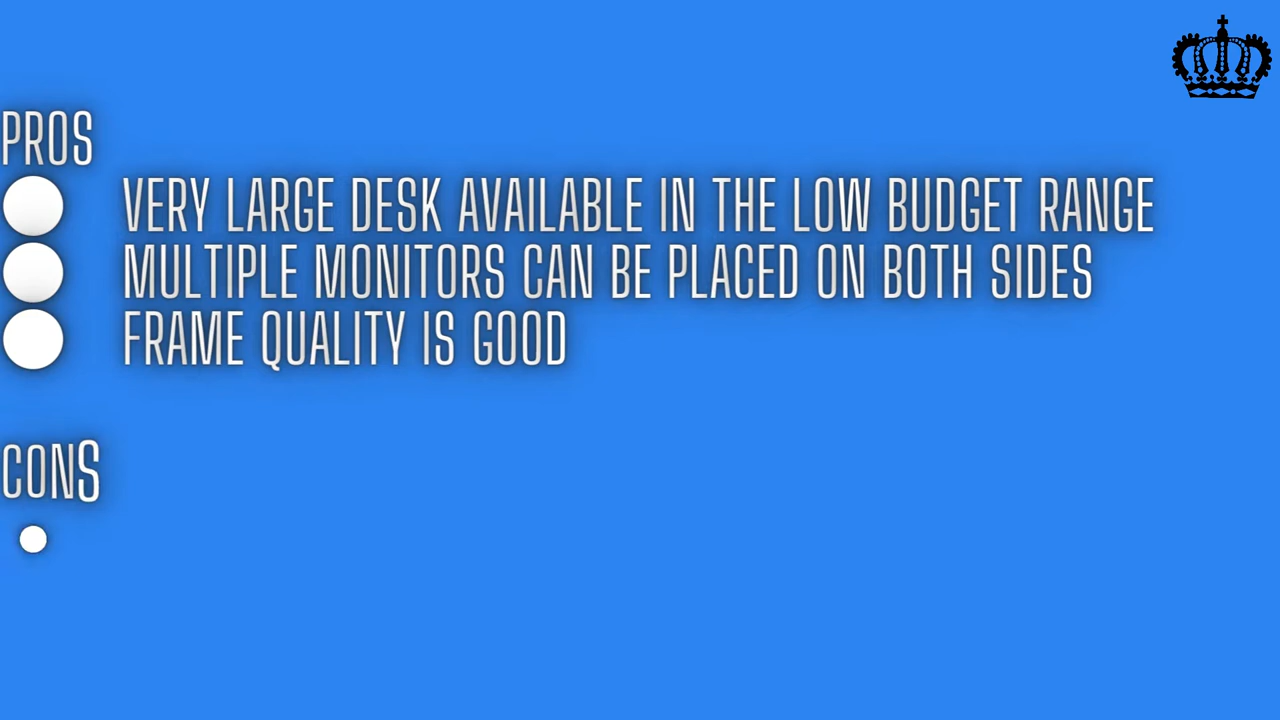 PROS
VERY LARGE DESK AVAILABLE IN THE LOW BUDGET RANGE
MULTIPLE MONITORS CAN BE PLACED ON BOTH SIDES
FRAME QUALITY IS GOOD
CONS